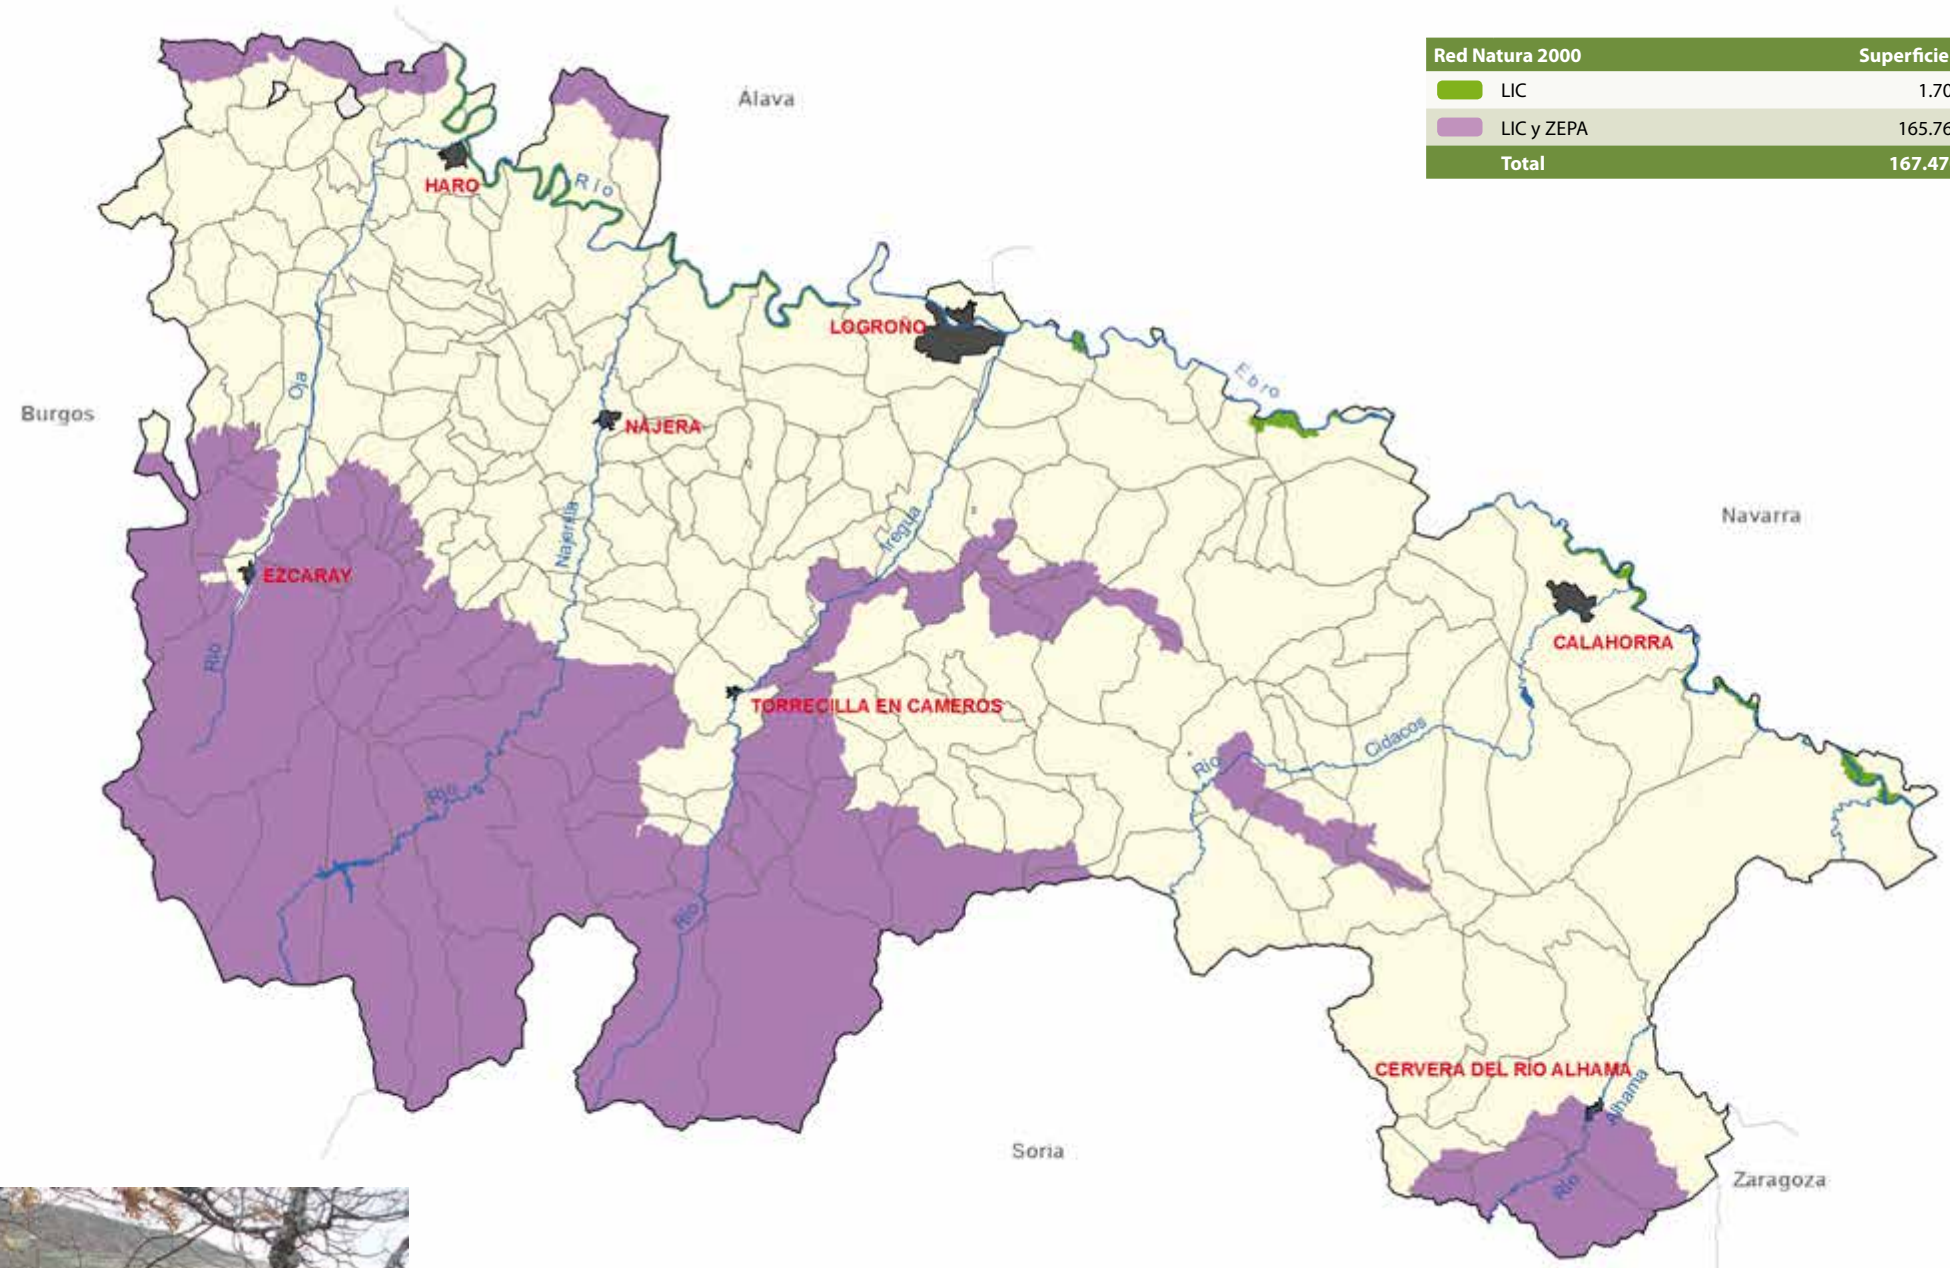 Red Natura 2000 Superficie
LIC 1.70
LIC y ZEPA 165.76
Total 167.47
Álava
HARO
Río
LOGROÑO
Ebro
Oja
Burgos
NÁJERA
Navarra
Najerilla
Iregua
EZCARAY
CALAHORRA
Río
TORRECILLA EN CAMEROS
Cidacos
Río
Río
Río
CERVERA DEL RÍO ALHAMA
Alhama
Soria
Zaragoza
Río